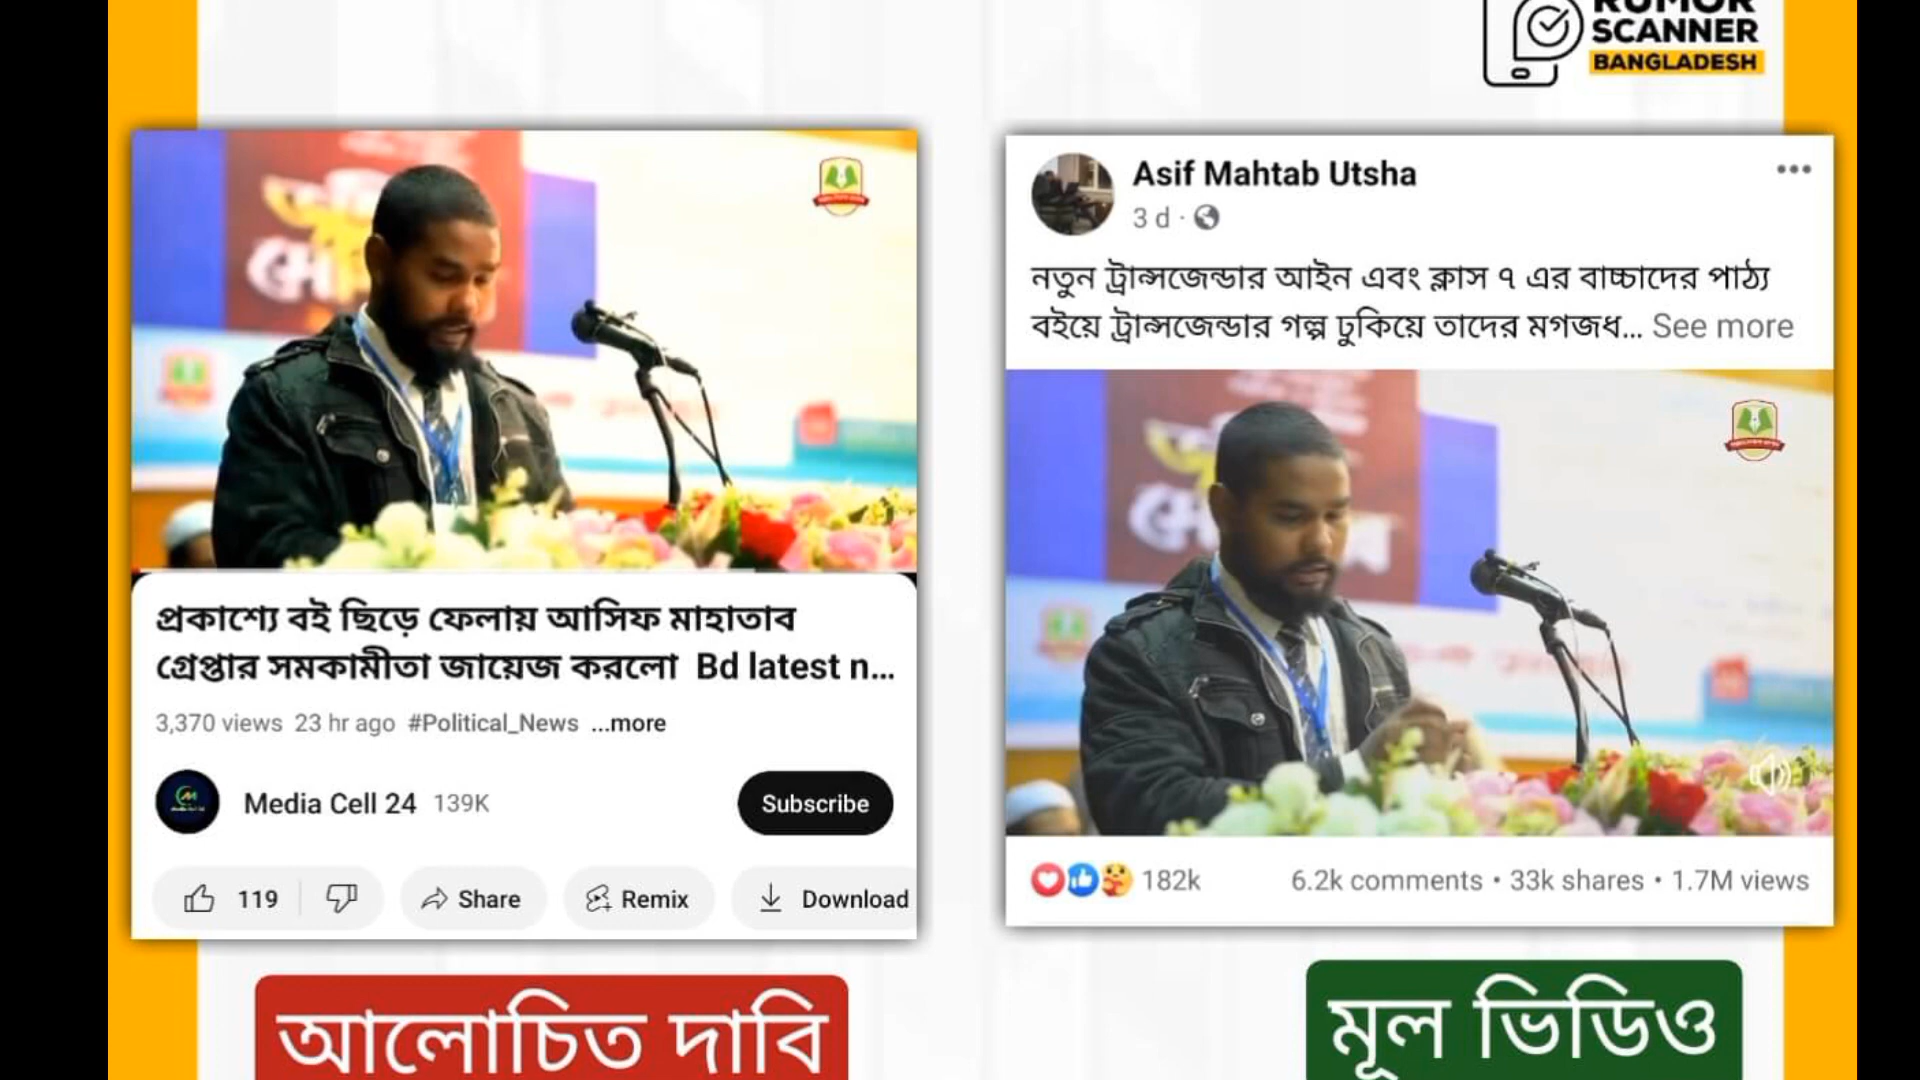 RUMOR
SCANNER
BANGLADESH
প্রকাশ্যে বই ছিড়ে ফেলায় আসিফ মাহাতাব
গ্রেপ্তার সমকামীতা জায়েজ করলো Bd latest n...
3,370 views 23 hr ago #Political_News ...more
Media Cell 24 139K
Subscribe
119
Share
Remix
Download
আলোচিত দাবি
Asif Mahtab Utsha
3 d ·
নতুন ট্রান্সজেন্ডার আইন এবং ক্লাস ৭ এর বাচ্চাদের পাঠ্য
বইয়ে ট্রান্সজেন্ডার গল্প ঢুকিয়ে তাদের মগজধ... See more
182k
6.2k comments • 33k shares • 1.7M views
মূল ভিডিও